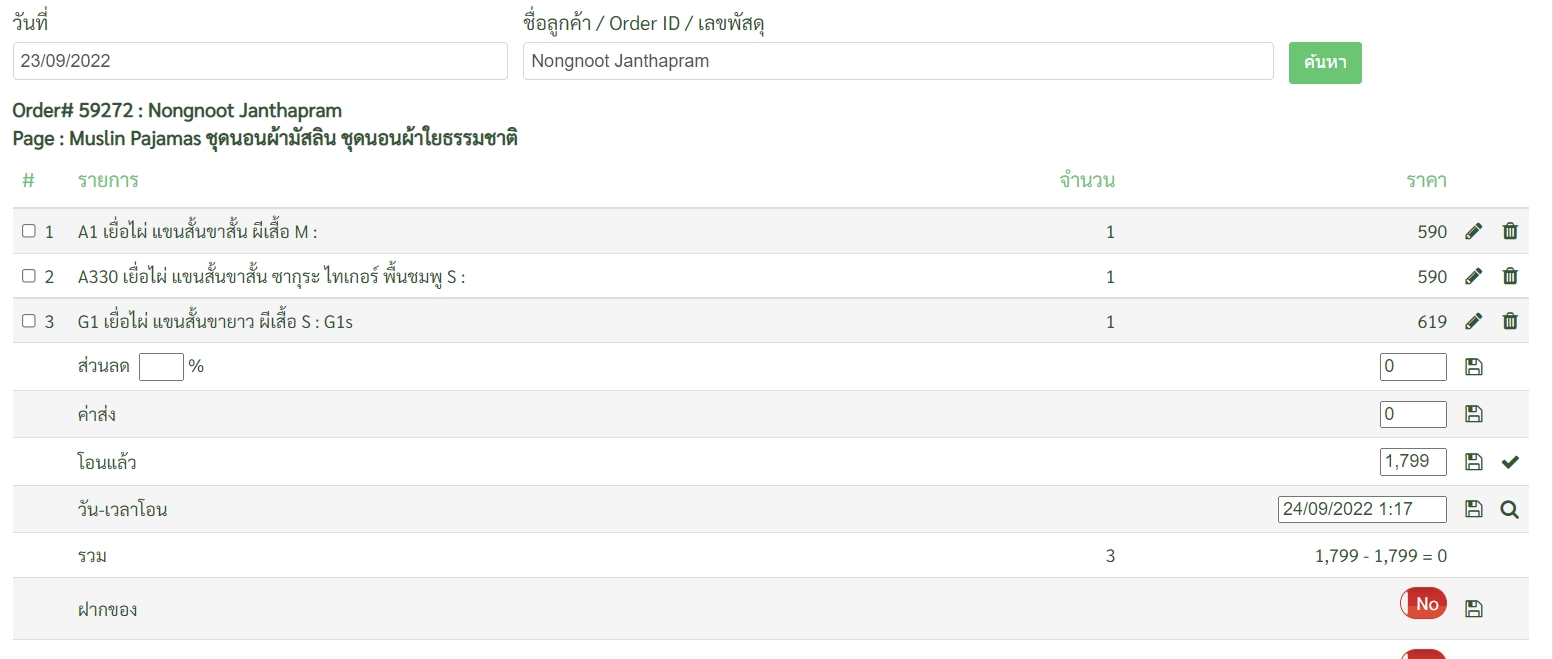 วันที่ ชื่อลูกค้า / Order ID / เลขพัสดุ
23/09/2022 Nongnoot Janthapram ค้นหา
Order# 59272 : Nongnoot Janthapram
Page : Muslin Pajamas ชุดนอนผ้ามัสลิน ชุดนอนผ้าใยธรรมชาติ
# รายการ จำนวน ราคา
1 A1 เยื่อไผ่ แขนสั้นขาสั้น ผีเสื้อ M : 1 590
2 A330 เยื่อไผ่ แขนสั้นขาสั้น ซากุระ ไทเกอร์ พื้นชมพู S : 1 590
3 G1 เยื่อไผ่ แขนสั้นขายาว ผีเสื้อ S : G1s 1 619
ส่วนลด % 0
ค่าส่ง 0
โอนแล้ว 1,799
วัน-เวลาโอน 24/09/2022 1:17
รวม 3 1,799 - 1,799 = 0
ฝากของ No